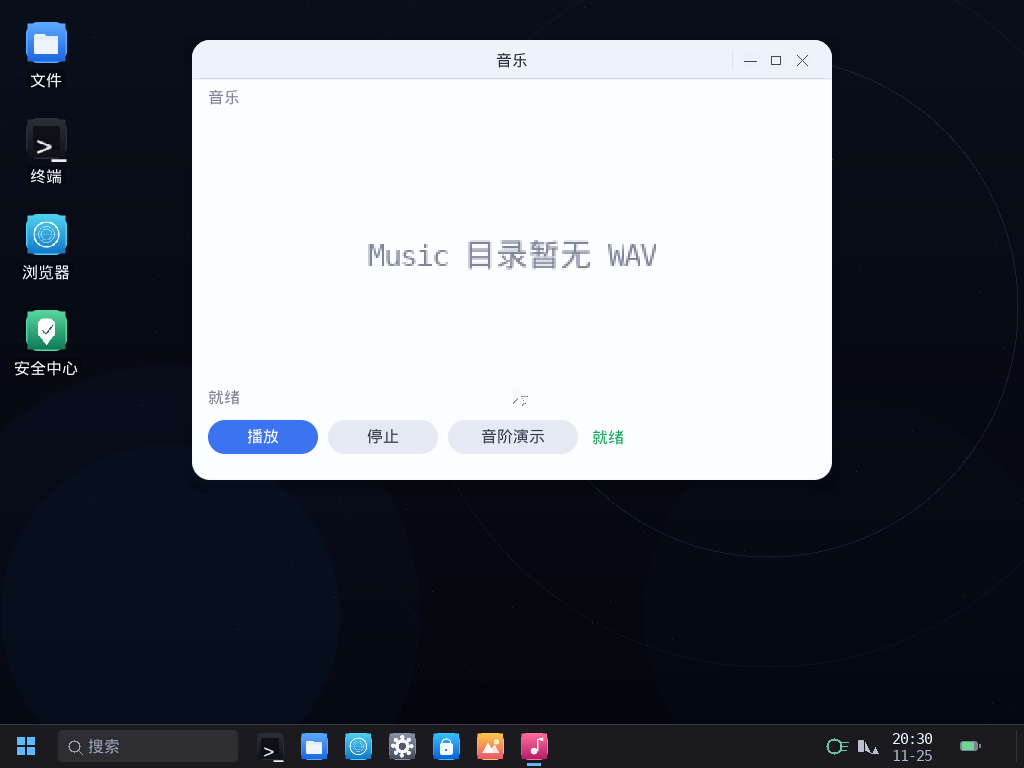 文件
终端
浏览器
安全中心
音乐
音乐
Music 目录暂无 WAV
就绪
播放
停止
音阶演示
就绪
搜索
20:30
11-25